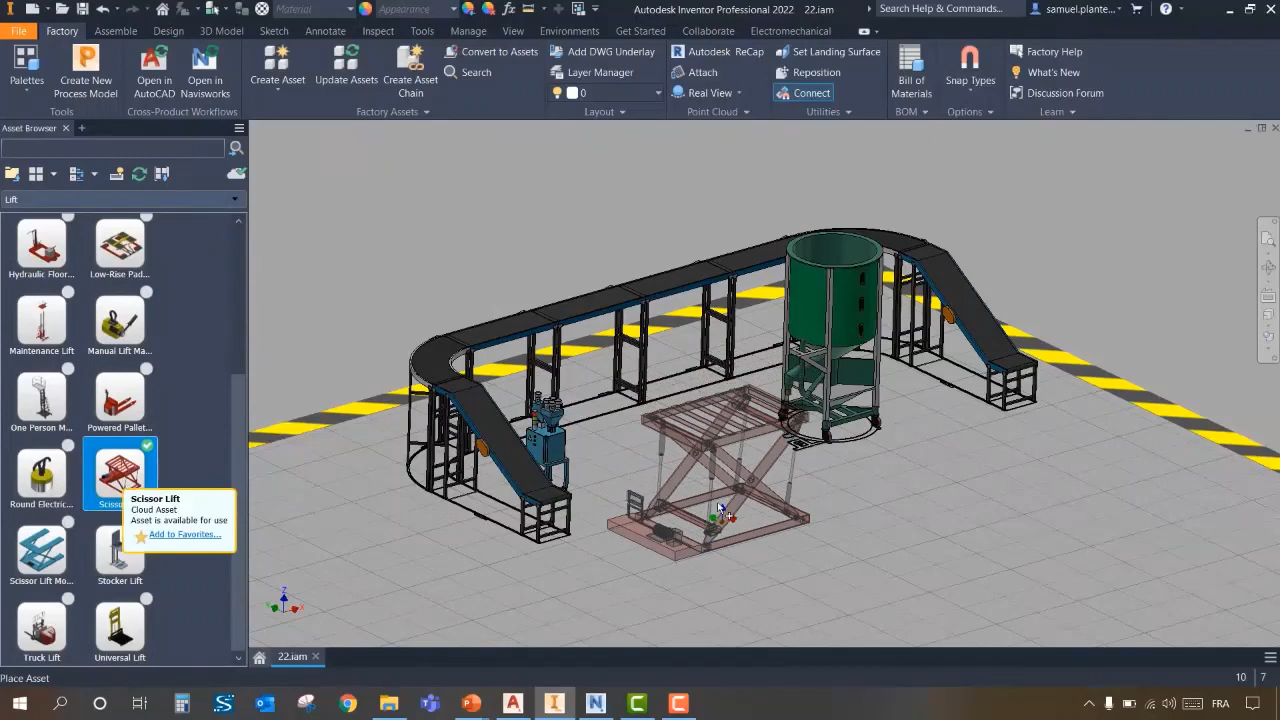 Material
Appearance
Autodesk Inventor Professional 2022 22.iam
Search Help & Commands...
samuel.plante...
File
Factory
Assemble
Design
3D Model
Sketch
Annotate
Inspect
Tools
Manage
View
Environments
Get Started
Collaborate
Electromechanical
Palettes
Create New
Process Model
Open in
AutoCAD
Open in
Navisworks
Create Asset
Update Assets
Create Asset
Chain
Convert to Assets
Search
Add DWG Underlay
Layer Manager
0
Autodesk ReCap
Attach
Real View
Set Landing Surface
Reposition
Connect
Bill of
Materials
Snap Types
Factory Help
What's New
Discussion Forum
Tools
Cross-Product Workflows
Factory Assets
Layout
Point Cloud
Utilities
BOM
Options
Learn
Asset Browser
Lift
Hydraulic Floor...
Low-Rise Pad...
Maintenance Lift
Manual Lift Ma...
One Person M...
Powered Pallet...
Round Electric...
Sciss
Scissor Lift
Cloud Asset
Asset is available for use
Add to Favorites...
Scissor Lift Mo...
Stocker Lift
Truck Lift
Universal Lift
X
Y
Z
22.iam
Place Asset
10
7
FRA